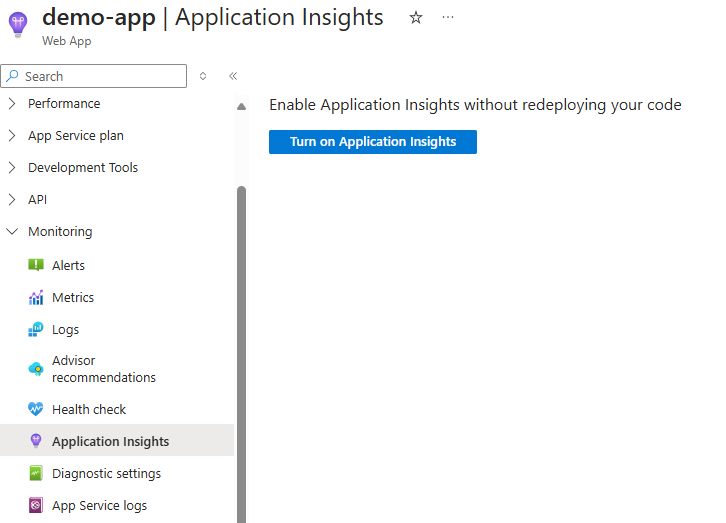 demo-app | Application Insights
Web App
Search
Performance
App Service plan
Development Tools
API
Monitoring
Alerts
Metrics
Logs
Advisor
recommendations
Health check
Application Insights
Diagnostic settings
App Service logs
Enable Application Insights without redeploying your code
Turn on Application Insights